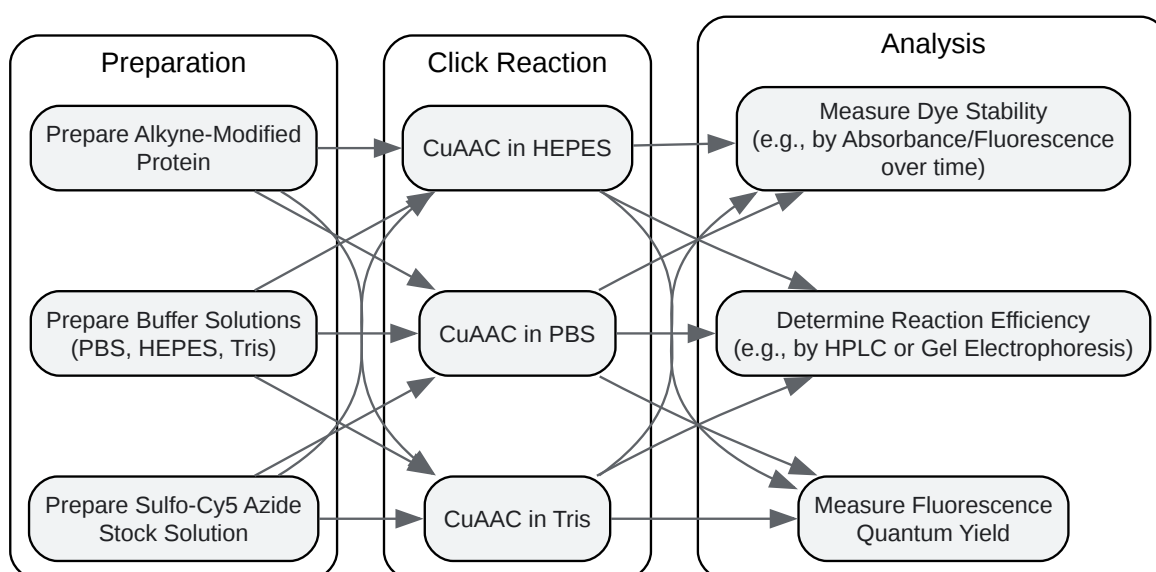 Preparation
Prepare Alkyne-Modified
Protein
Prepare Buffer Solutions
(PBS, HEPES, Tris)
Prepare Sulfo-Cy5 Azide
Stock Solution
Click Reaction
CuAAC in HEPES
CuAAC in PBS
CuAAC in Tris
Analysis
Measure Dye Stability
(e.g., by Absorbance/Fluorescence
over time)
Determine Reaction Efficiency
(e.g., by HPLC or Gel Electrophoresis)
Measure Fluorescence
Quantum Yield